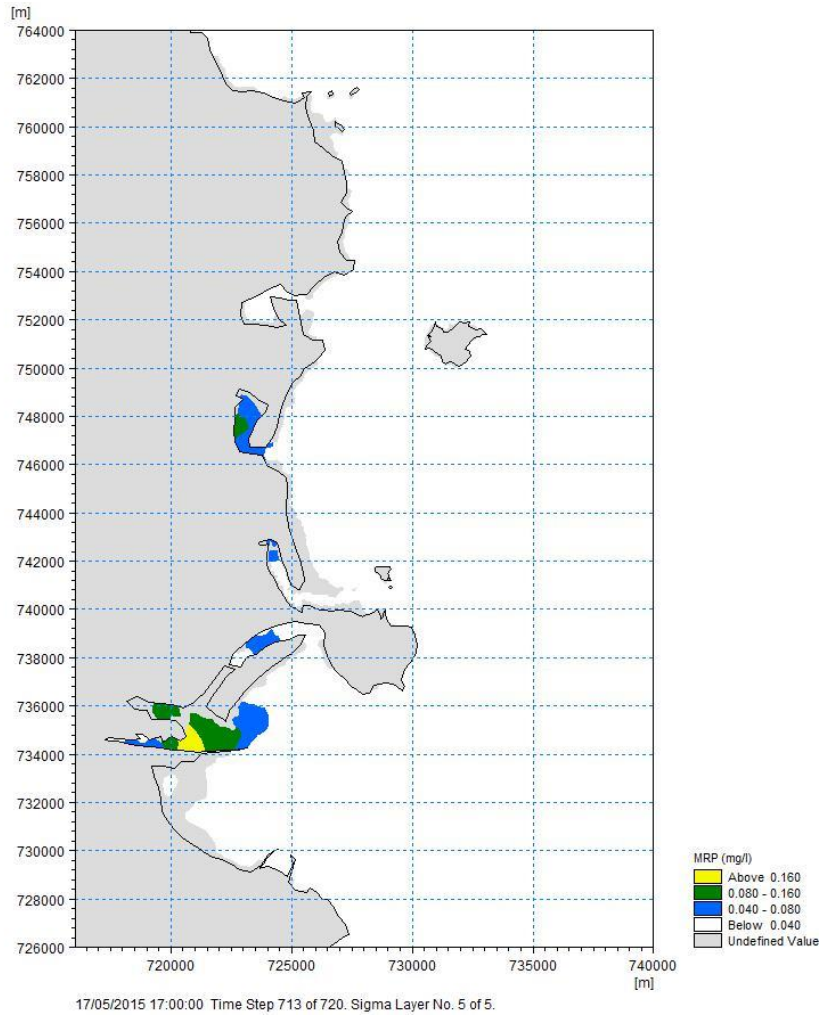 [m]
764000
762000
760000
758000
756000
754000
752000
750000
748000
746000
744000
742000
740000
738000
736000
734000
732000
730000
728000
726000
720000 725000 730000 735000 740000
[m]
MRP (mg/l)
Above 0.160
0.080 - 0.160
0.040 - 0.080
Below 0.040
Undefined Value
17/05/2015 17:00:00 Time Step 713 of 720. Sigma Layer No. 5 of 5.